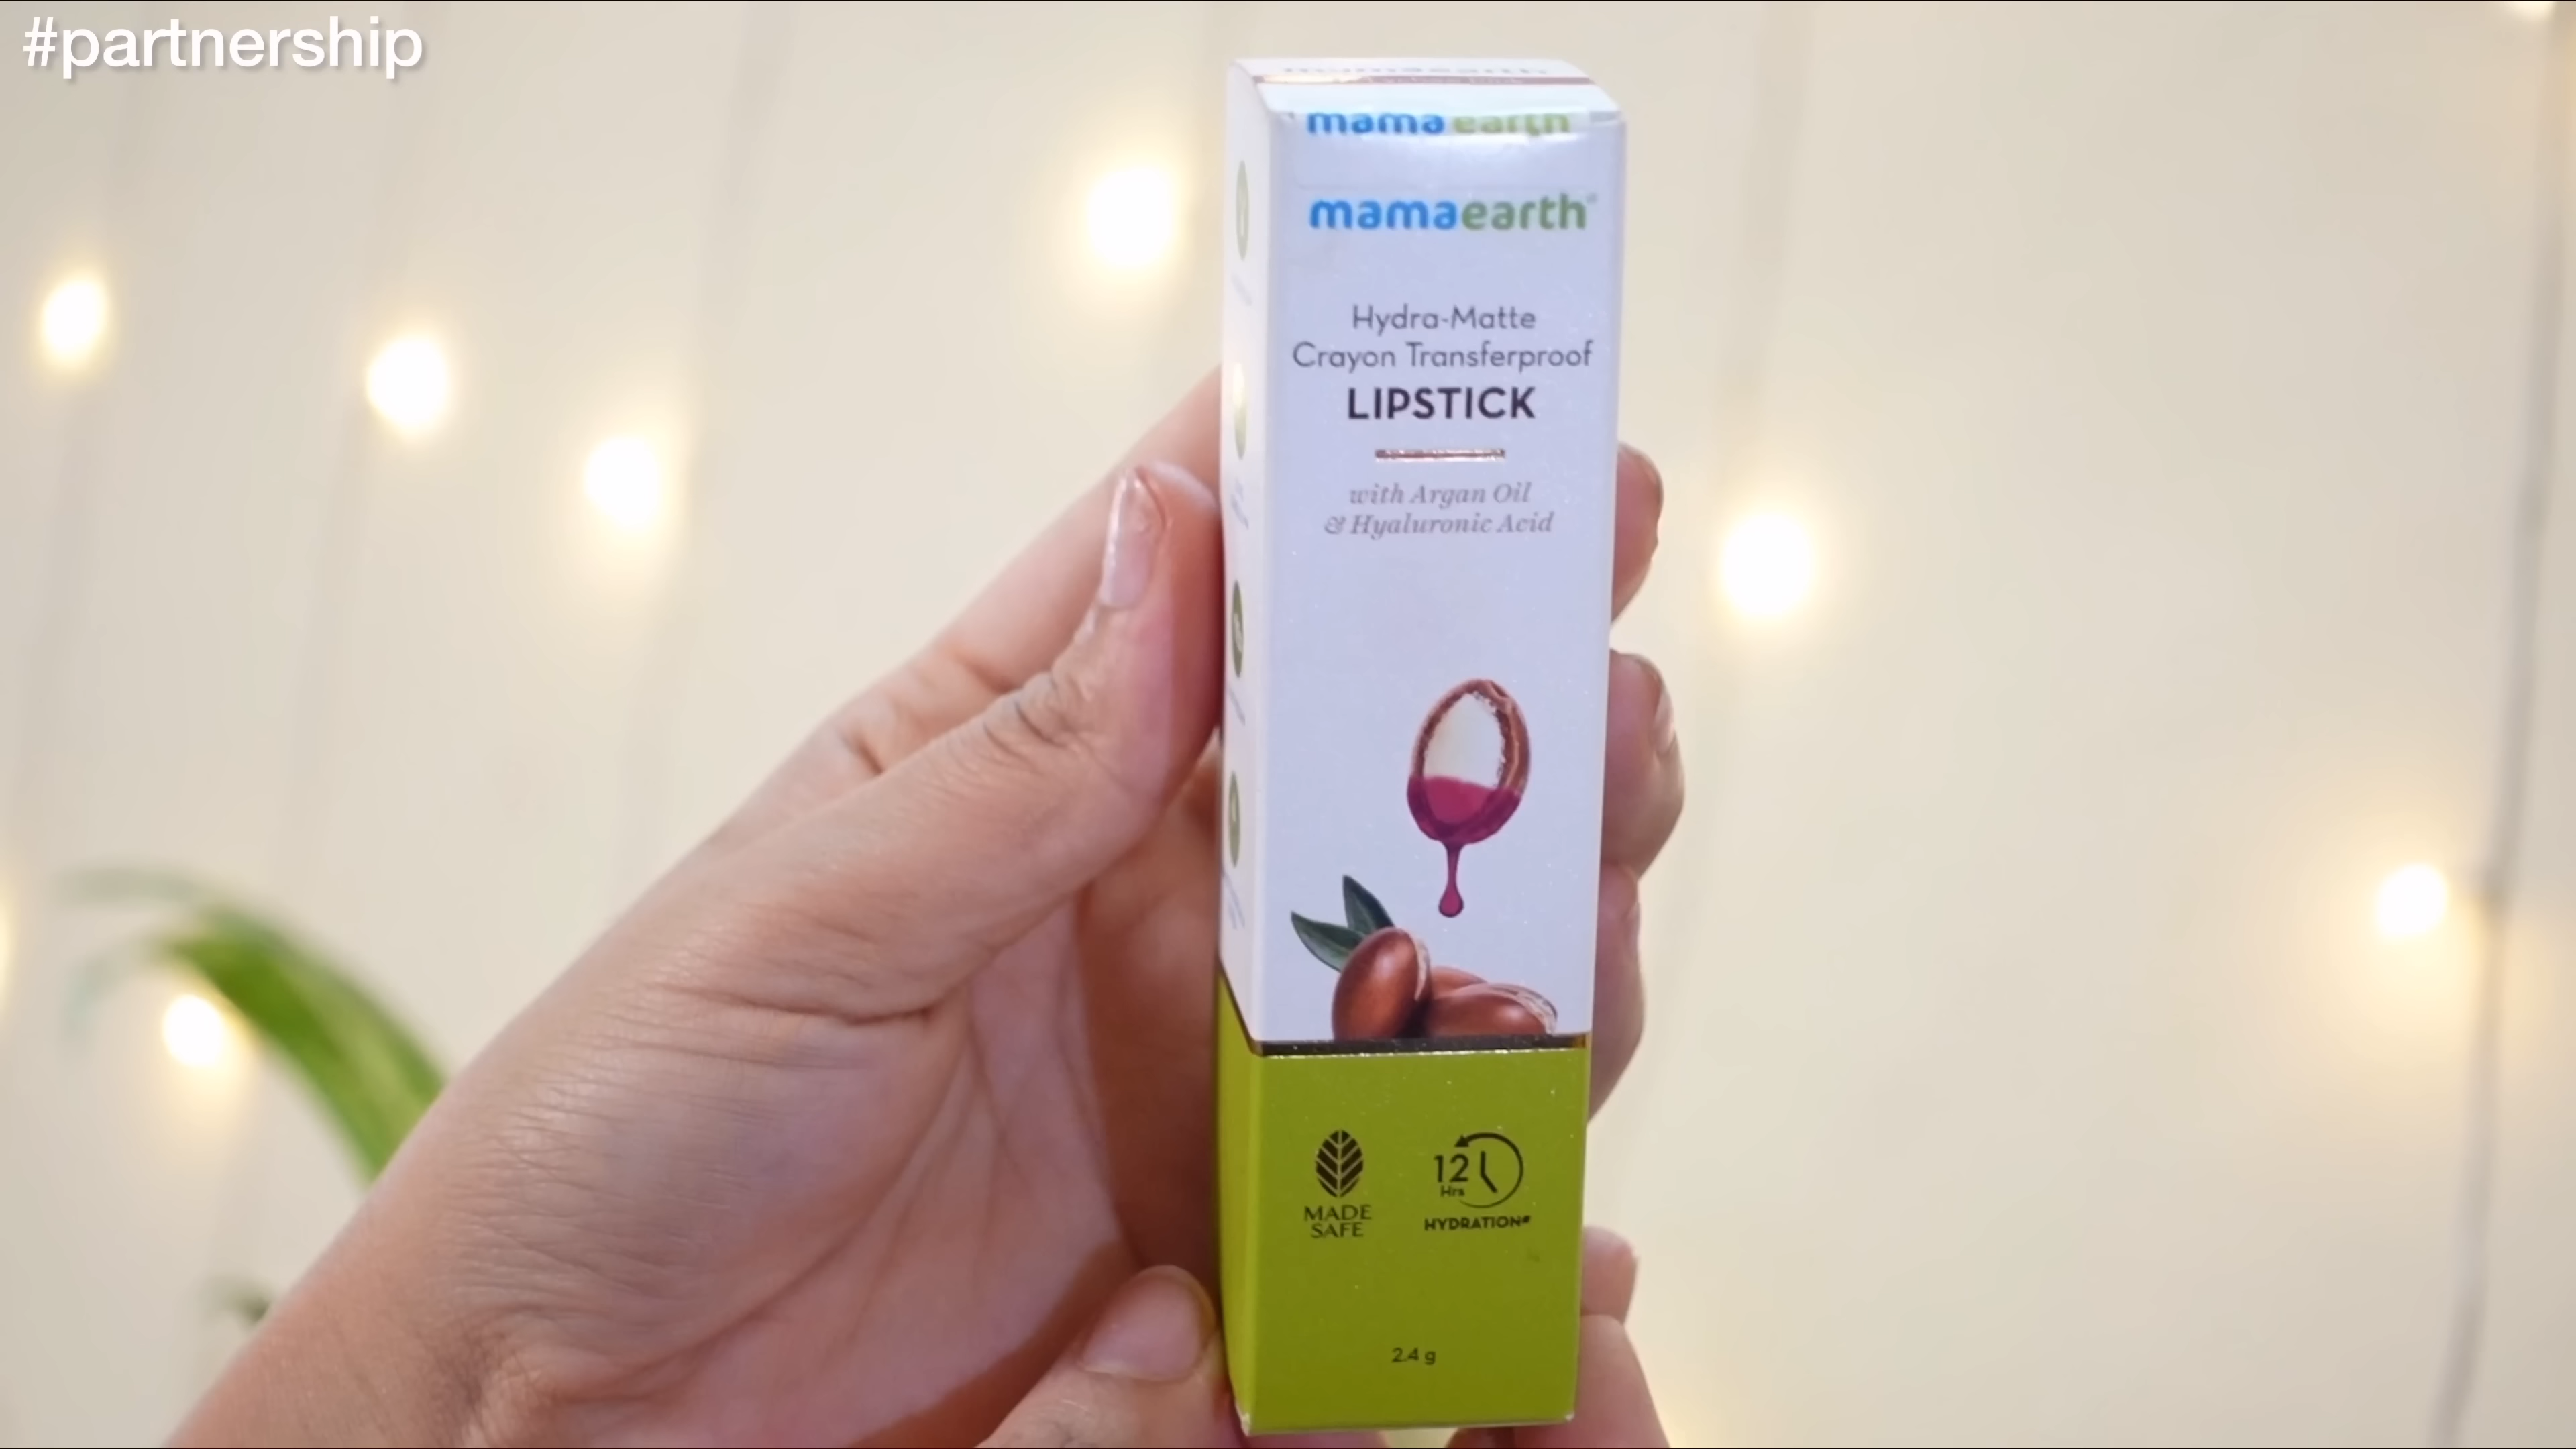 #partnership
mamaearth
mamaearth
Hydra-Matte
Crayon Transferproof
LIPSTICK
with Argan Oil
& Hyaluronic Acid
12
Hrs
MADE
SAFE
HYDRATION
2.4 g